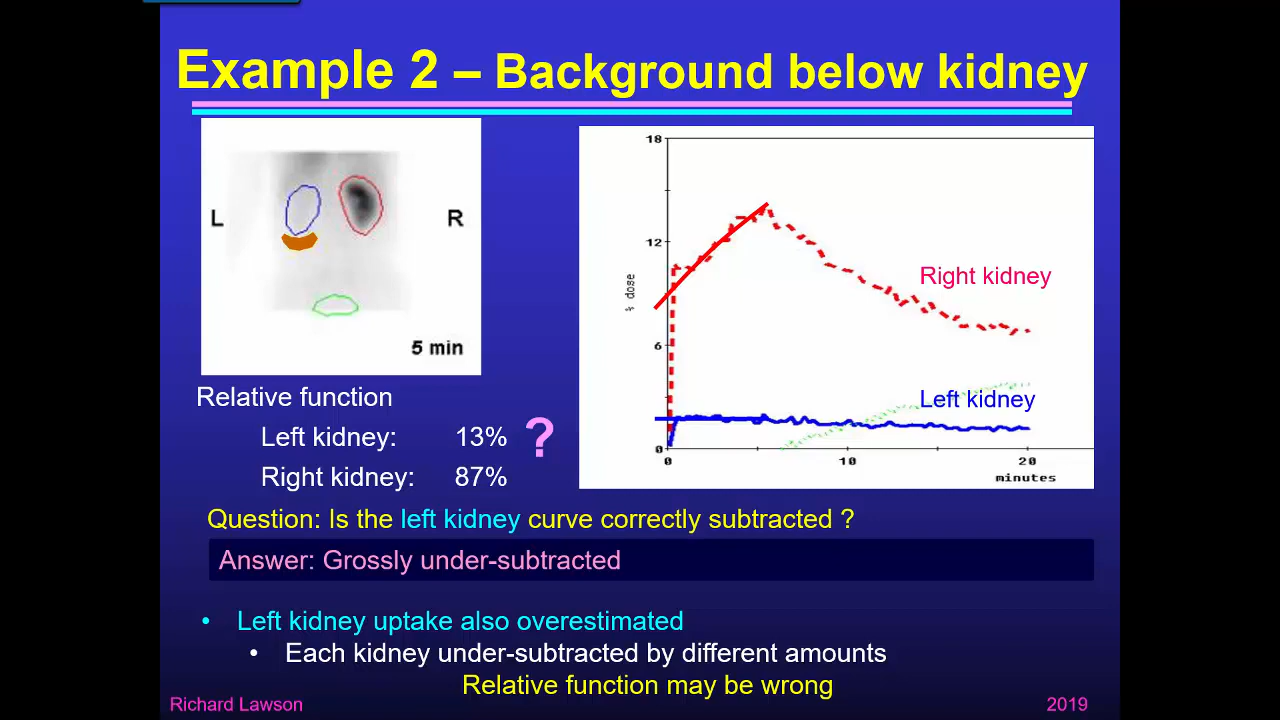 Example 2 – Background below kidney
L
R
5 min
18
12
6
0
% dose
0
10
20
minutes
Right kidney
Left kidney
Relative function
Left kidney: 13% ?
Right kidney: 87%
Question: Is the left kidney curve correctly subtracted ?
Answer: Grossly under-subtracted
• Left kidney uptake also overestimated
• Each kidney under-subtracted by different amounts
Relative function may be wrong
Richard Lawson
2019